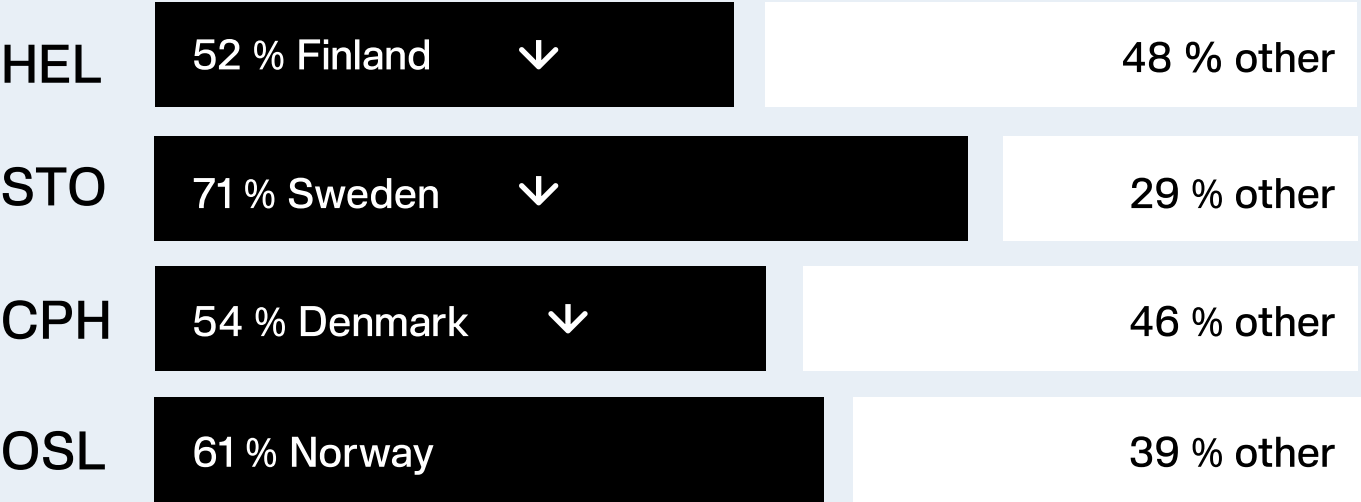 HEL 52 % Finland ↓ 48 % other
STO 71 % Sweden ↓ 29 % other
CPH 54 % Denmark ↓ 46 % other
OSL 61 % Norway 39 % other